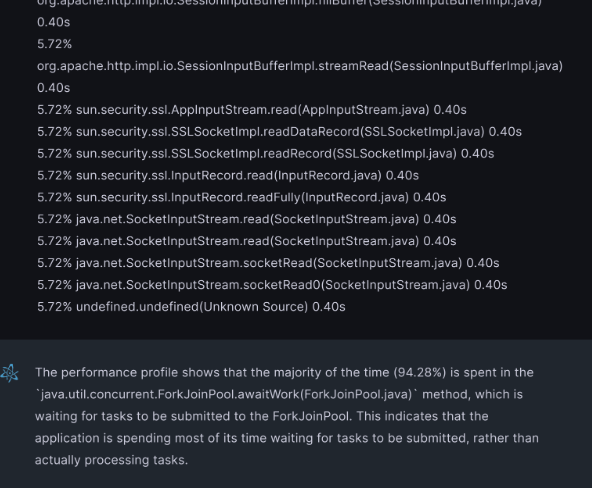 org.apache.http.impl.io.SessionInputBufferImpl.fillBuffer(SessionInputBufferImpl.java)
0.40s
5.72%
org.apache.http.impl.io.SessionInputBufferImpl.streamRead(SessionInputBufferImpl.java)
0.40s
5.72% sun.security.ssl.AppInputStream.read(AppInputStream.java) 0.40s
5.72% sun.security.ssl.SSLSocketImpl.readDataRecord(SSLSocketImpl.java) 0.40s
5.72% sun.security.ssl.SSLSocketImpl.readRecord(SSLSocketImpl.java) 0.40s
5.72% sun.security.ssl.InputRecord.read(InputRecord.java) 0.40s
5.72% sun.security.ssl.InputRecord.readFully(InputRecord.java) 0.40s
5.72% java.net.SocketInputStream.read(SocketInputStream.java) 0.40s
5.72% java.net.SocketInputStream.read(SocketInputStream.java) 0.40s
5.72% java.net.SocketInputStream.socketRead(SocketInputStream.java) 0.40s
5.72% java.net.SocketInputStream.socketRead0(SocketInputStream.java) 0.40s
5.72% undefined.undefined(Unknown Source) 0.40s
The performance profile shows that the majority of the time (94.28%) is spent in the
`java.util.concurrent.ForkJoinPool.awaitWork(ForkJoinPool.java)` method, which is
waiting for tasks to be submitted to the ForkJoinPool. This indicates that the
application is spending most of its time waiting for tasks to be submitted, rather than
actually processing tasks.